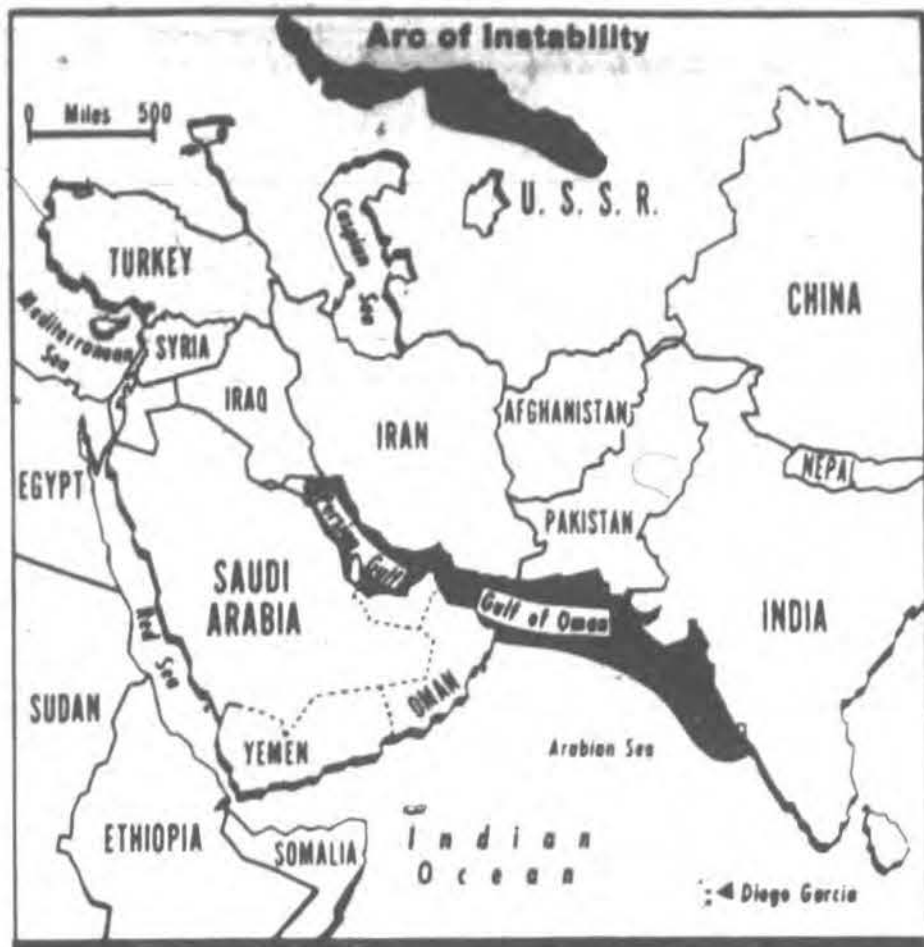 Arc of Instability
0 Miles 500
U. S. S. R.
Caspian Sea
TURKEY
CHINA
Mediterranean
Sea
SYRIA
IRAQ
IRAN
AFGHANISTAN
NEPA
EGYPT
PAKISTAN
Persian Gulf
SAUDI
ARABIA
Gulf of Oman
INDIA
Red Sea
SUDAN
OMAN
YEMEN
Arabian Sea
ETHIOPIA
SOMALIA
Indian
Ocean
Diego Garcia